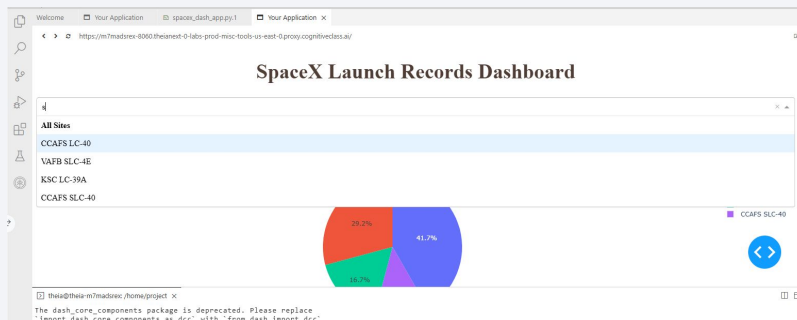 Welcome
Your Application
spacex_dash_app.py.1
Your Application ×
https://m7madsrex-8060.theianext-0-labs-prod-misc-tools-us-east-0.proxy.cognitiveclass.ai/
SpaceX Launch Records Dashboard
s
All Sites
CCAFS LC-40
VAFB SLC-4E
KSC LC-39A
CCAFS SLC-40
CCAFS SLC-40
29.2%
41.7%
16.7%
theia@theia-m7madsrex: /home/project ×
The dash_core_components package is deprecated. Please replace
`import dash_core_components as dcc` with `from dash import dcc`